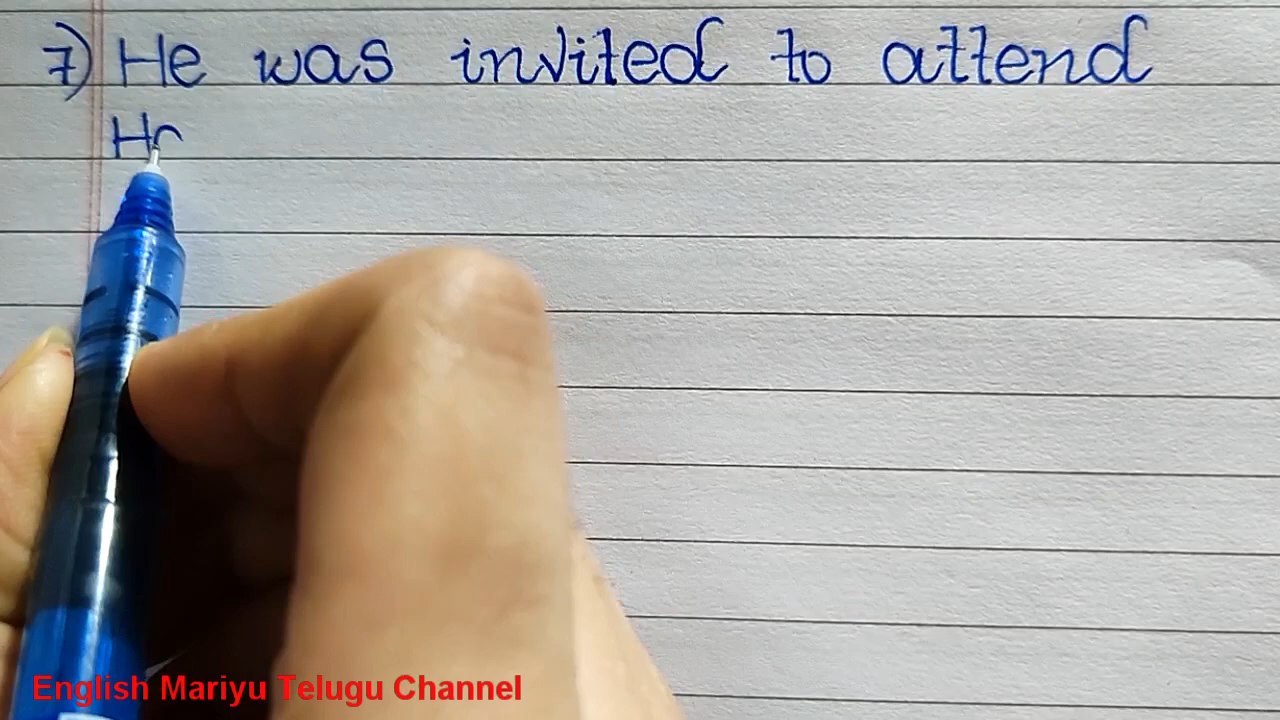 7) He was invited to attend
English Mariyu Telugu Channel